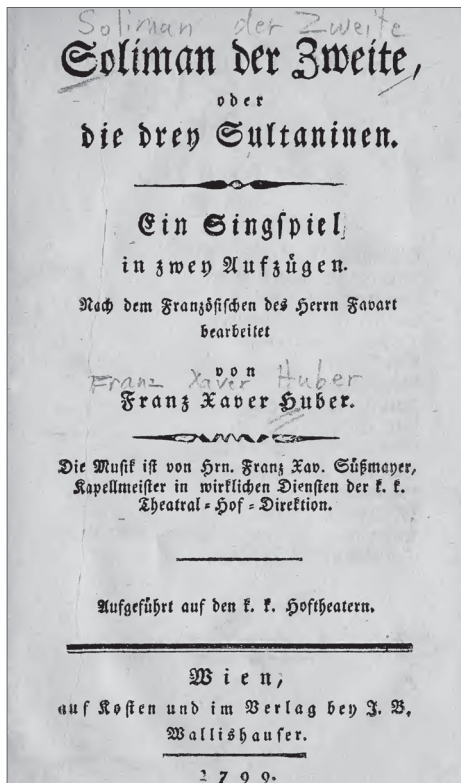 Soliman der Zweite
Soliman der Zweite,
oder
die drey Sultaninen.
Ein Singspiel
in zwey Aufzügen.
Nach dem Französischen des Herrn Favart
bearbeitet
von
Franz Xaver Huber
Franz Xaver Huber.
Die Musik ist von Hrn. Franz Xav. Süßmayer,
Kapellmeister in wirklichen Diensten der k. k.
Theatral-Hof-Direktion.
Aufgeführt auf den k. k. Hoftheatern.
Wien,
auf Kosten und im Verlag bey J. B.
Wallishauser.
1799.